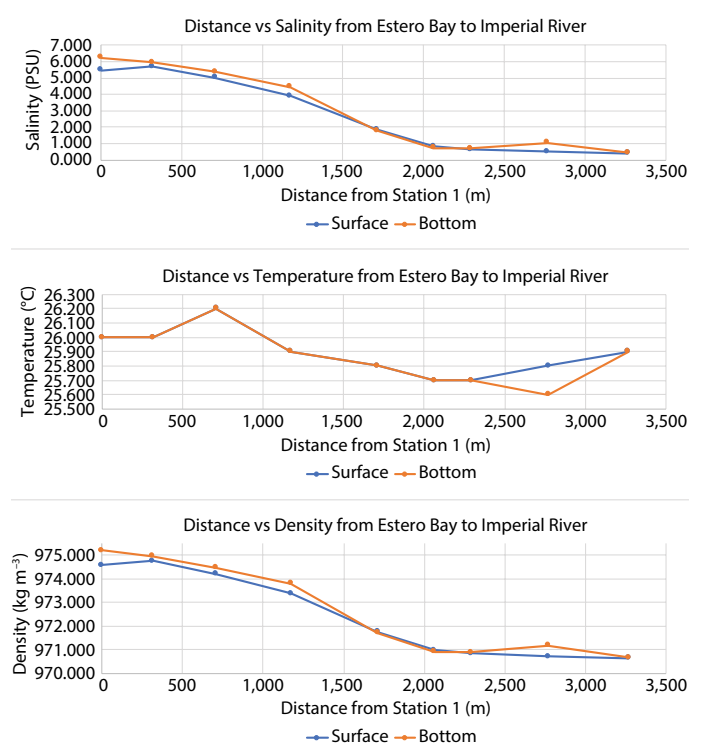 Distance vs Salinity from Estero Bay to Imperial River
Salinity (PSU)
7.000
6.000
5.000
4.000
3.000
2.000
1.000
0.000
0 500 1,000 1,500 2,000 2,500 3,000 3,500
Distance from Station 1 (m)
Surface Bottom
Distance vs Temperature from Estero Bay to Imperial River
Temperature (°C)
26.300
26.200
26.100
26.000
25.900
25.800
25.700
25.600
25.500
0 500 1,000 1,500 2,000 2,500 3,000 3,500
Distance from Station 1 (m)
Surface Bottom
Distance vs Density from Estero Bay to Imperial River
Density (kg m⁻³)
975.000
974.000
973.000
972.000
971.000
970.000
0 500 1,000 1,500 2,000 2,500 3,000 3,500
Distance from Station 1 (m)
Surface Bottom